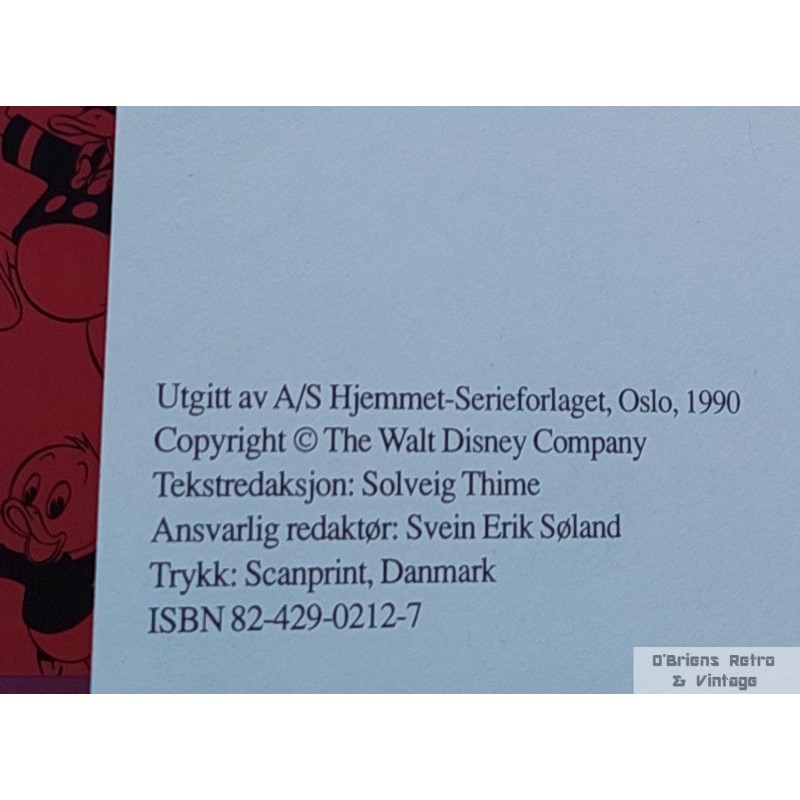 Utgitt av A/S Hjemmet-Serieforlaget, Oslo, 1990
Copyright © The Walt Disney Company
Tekstredaksjon: Solveig Thime
Ansvarlig redaktør: Svein Erik Søland
Trykk: Scanprint, Danmark
ISBN 82-429-0212-7
O'Briens Retro
& Vintage